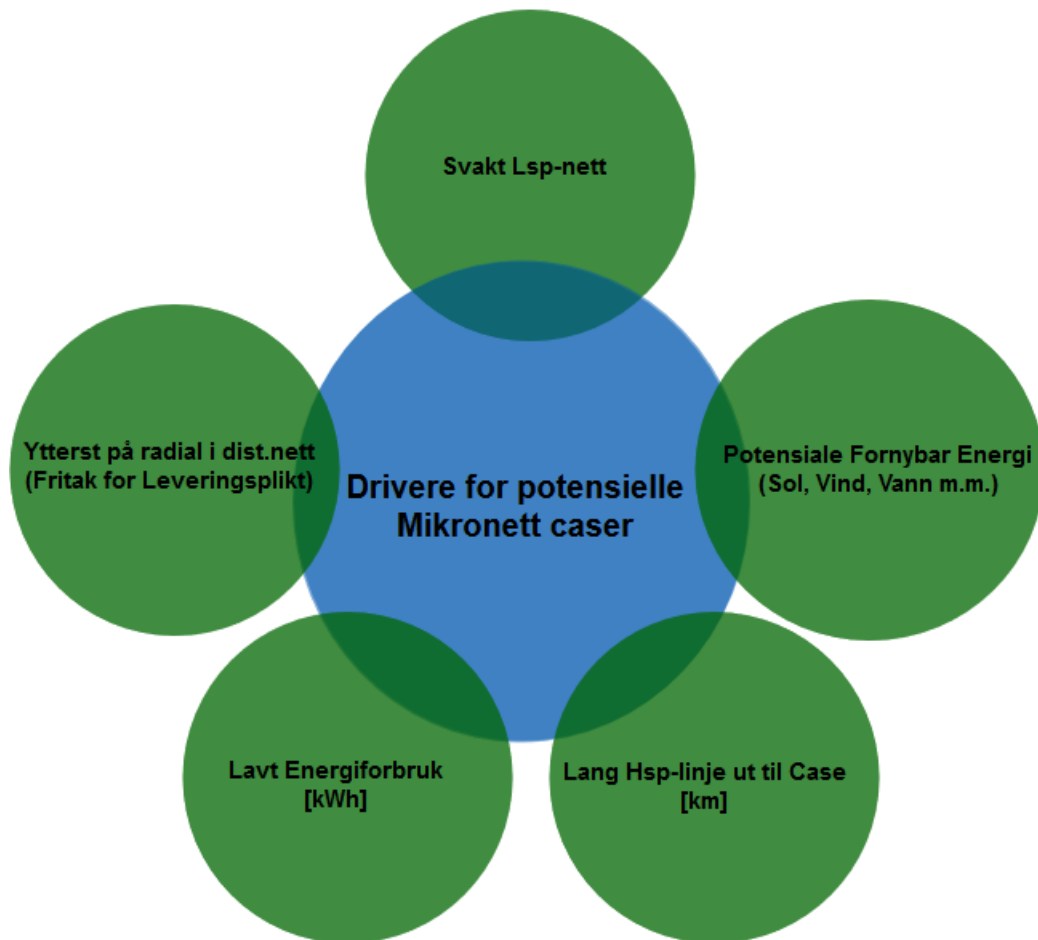 Svakt Lsp-nett
Ytterst på radial i dist.nett
(Fritak for Leveringsplikt)
Potensiale Fornybar Energi
(Sol, Vind, Vann m.m.)
Drivere for potensielle
Mikronett caser
Lavt Energiforbruk
[kWh]
Lang Hsp-linje ut til Case
[km]